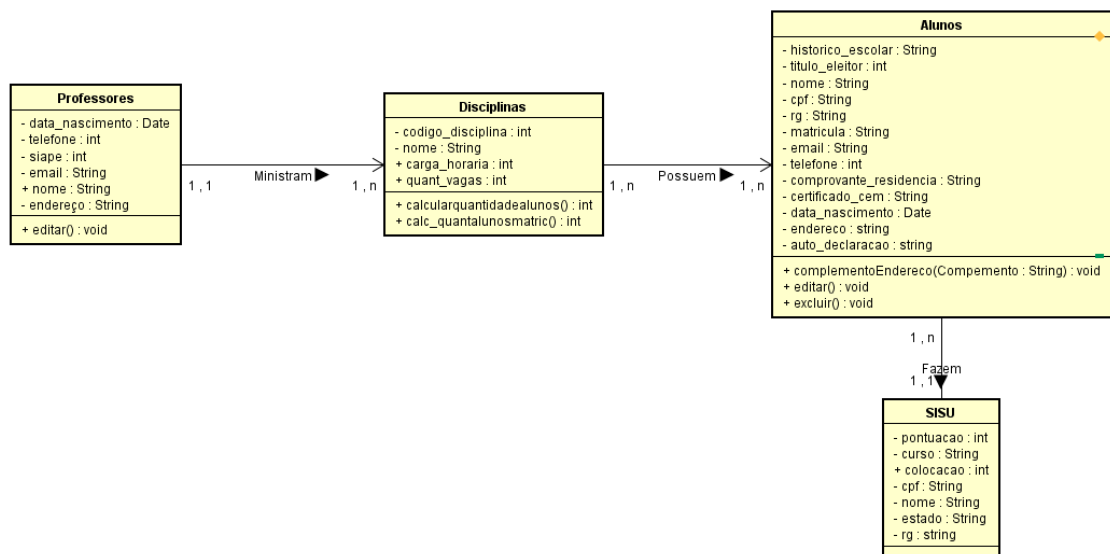 Professores
- data_nascimento : Date
- telefone : int
- siape : int
- email : String
+ nome : String
- endereço : String
+ editar() : void
1 , 1
Ministram
1 , n
Disciplinas
- codigo_disciplina : int
- nome : String
+ carga_horaria : int
+ quant_vagas : int
+ calcularquantidadealunos() : int
+ calc_quantalunosmatric() : int
1 , n
Possuem
1 , n
Alunos
- historico_escolar : String
- titulo_eleitor : int
- nome : String
- cpf : String
- rg : String
- matricula : String
- email : String
- telefone : int
- comprovante_residencia : String
- certificado_cem : String
- data_nascimento : Date
- endereco : string
- auto_declaracao : string
+ complementoEndereco(Compemento : String) : void
+ editar() : void
+ excluir() : void
1 , n
Fazem
1 , 1
SISU
- pontuacao : int
- curso : String
+ colocacao : int
- cpf : String
- nome : String
- estado : String
- rg : string